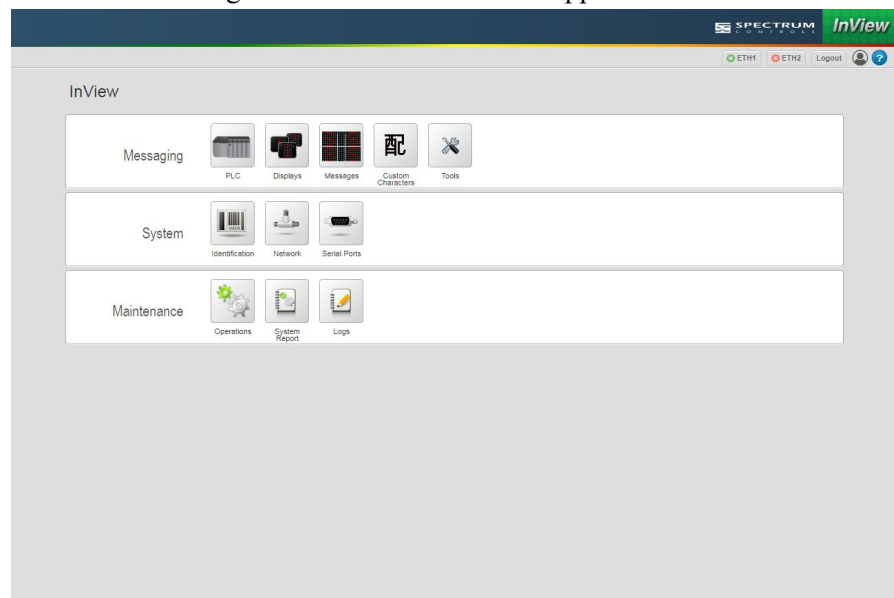 SPECTRUM InView
CONTROLS
ETH1 ETH2 Logout ?
InView
Messaging
PLC Displays Messages Custom Characters Tools
配
System
Identification Network Serial Ports
Maintenance
Operations System Report Logs